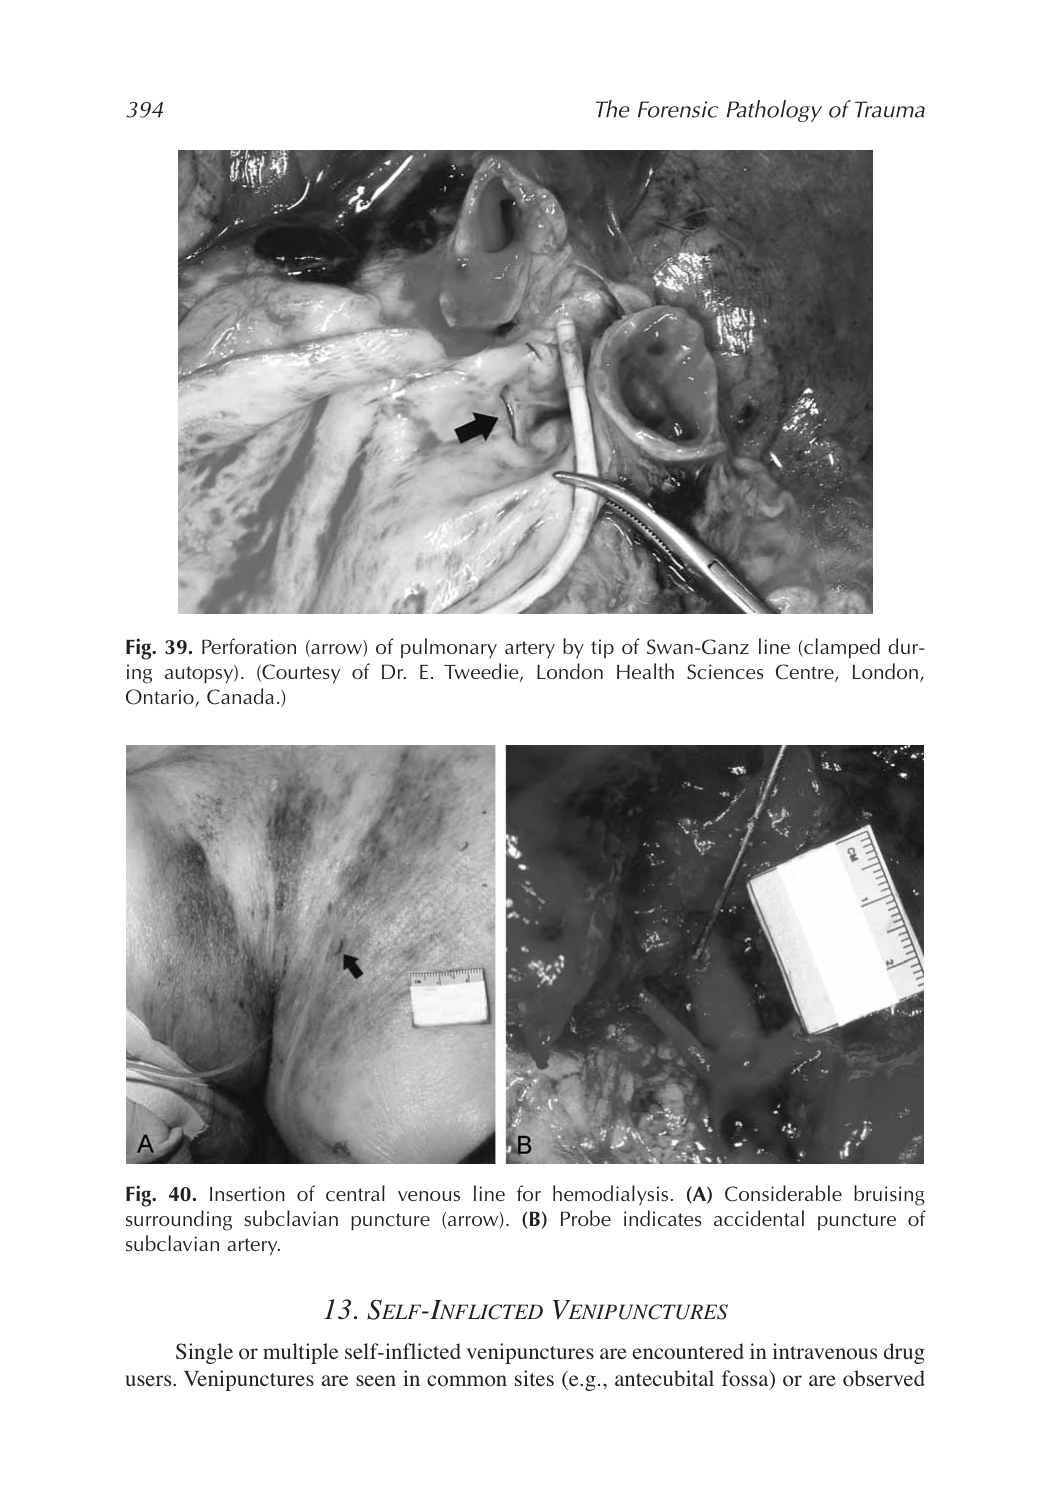 394
The Forensic Pathology of Trauma
Fig. 39. Perforation (arrow) of pulmonary artery by tip of Swan-Ganz line (clamped dur-
ing autopsy). (Courtesy of Dr. E. Tweedie, London Health Sciences Centre, London,
Ontario, Canada.)
A
B
CM
1
2
Fig. 40. Insertion of central venous line for hemodialysis. (A) Considerable bruising
surrounding subclavian puncture (arrow). (B) Probe indicates accidental puncture of
subclavian artery.
13. Self-Inflicted Venipunctures
Single or multiple self-inflicted venipunctures are encountered in intravenous drug
users. Venipunctures are seen in common sites (e.g., antecubital fossa) or are observed